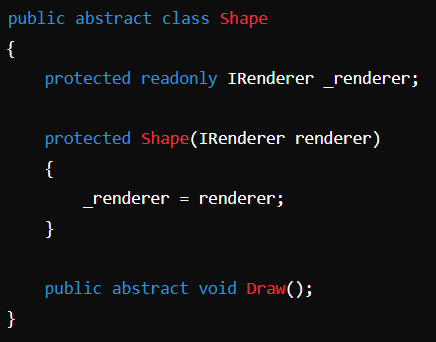 public abstract class Shape
{
    protected readonly IRenderer _renderer;

    protected Shape(IRenderer renderer)
    {
        _renderer = renderer;
    }

    public abstract void Draw();
}